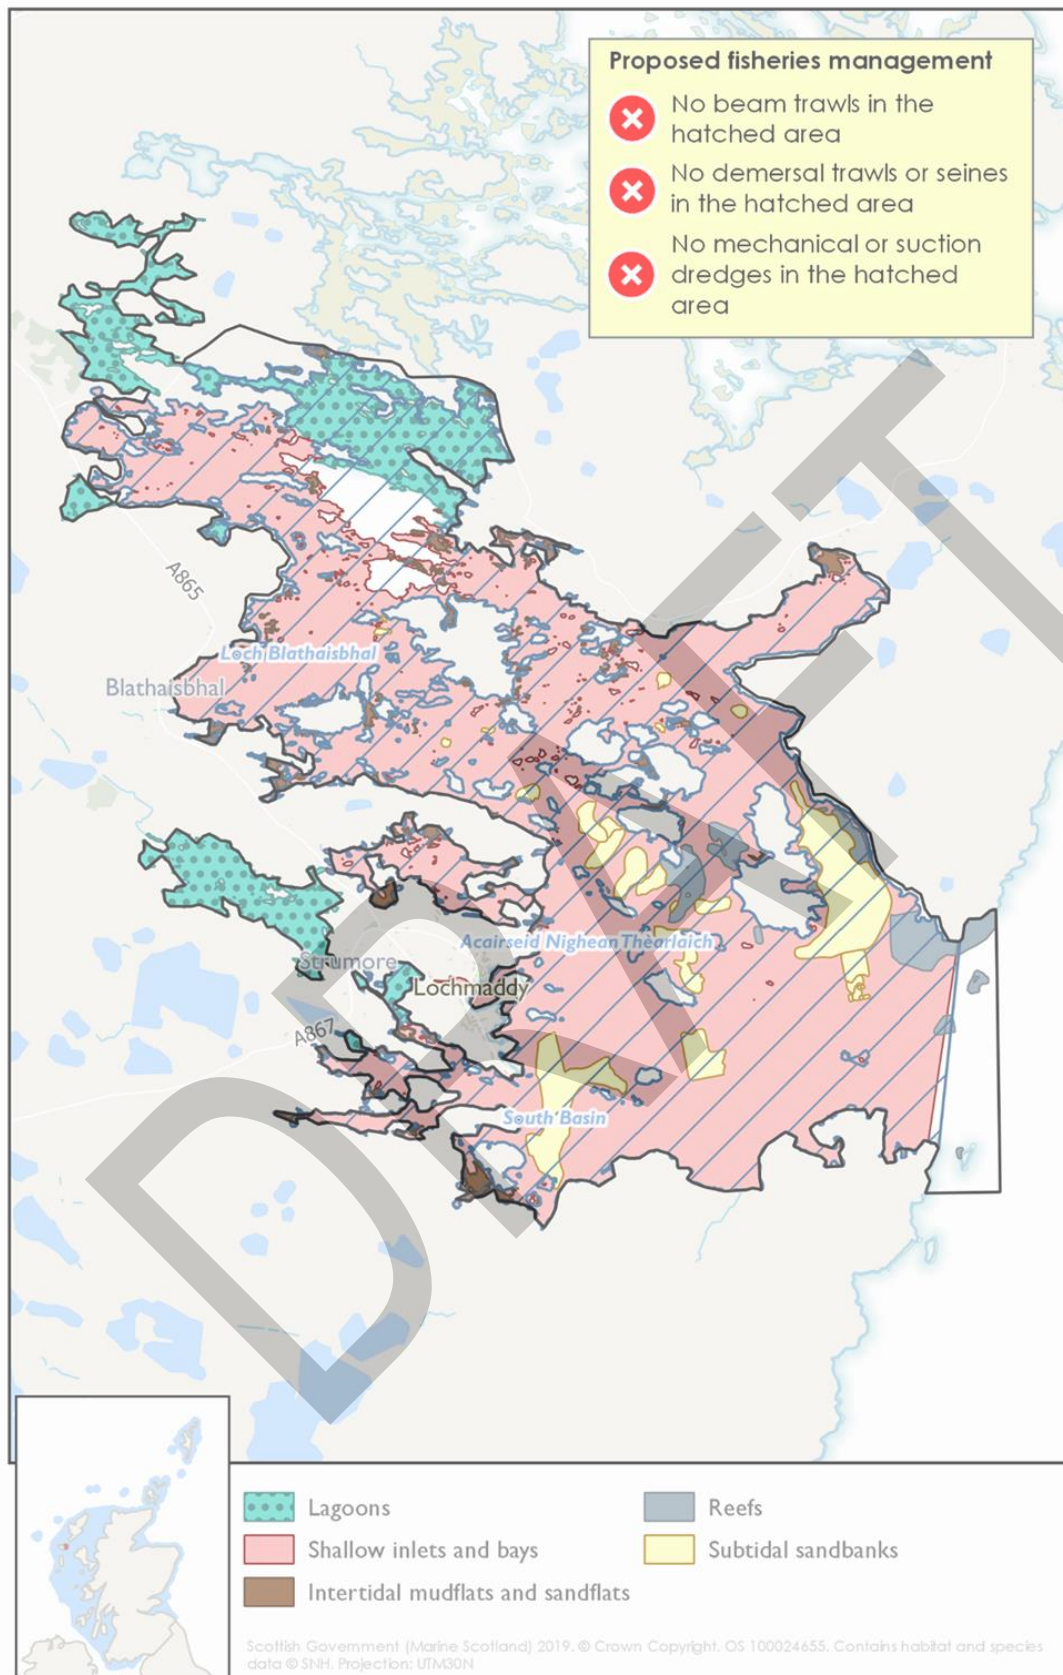 Proposed fisheries management
No beam trawls in the
hatched area
No demersal trawls or seines
in the hatched area
No mechanical or suction
dredges in the hatched
area
A865
Loch Blathaisbhal
Blathaisbhal
Acairseid Nighean Thearlaich
Strumore
Lochmaddy
A867
South Basin
DRAFT
Lagoons
Reefs
Shallow inlets and bays
Subtidal sandbanks
Intertidal mudflats and sandflats
Scottish Government (Marine Scotland) 2019. © Crown Copyright. OS 100024655. Contains habitat and species
data © SNH. Projection: UTM30N